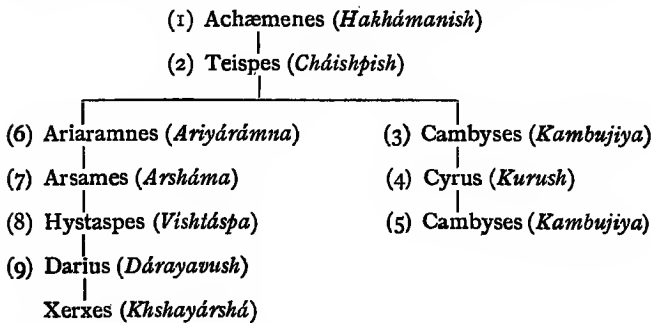 (1) Achæmenes (Hakhámanish)
(2) Teispes (Cháishpish)
(6) Ariaramnes (Ariyárámna) (3) Cambyses (Kambujiya)
(7) Arsames (Arsháma) (4) Cyrus (Kurush)
(8) Hystaspes (Vishtáspa) (5) Cambyses (Kambujiya)
(9) Darius (Dárayavush)
Xerxes (Khshayárshá)